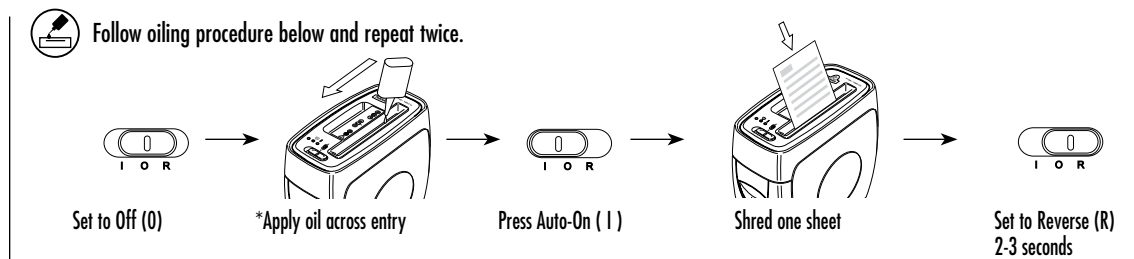 Follow oiling procedure below and repeat twice.
I O R
I O R
I O R
Set to Off (0)
*Apply oil across entry
Press Auto-On ( I )
Shred one sheet
Set to Reverse (R)
2-3 seconds